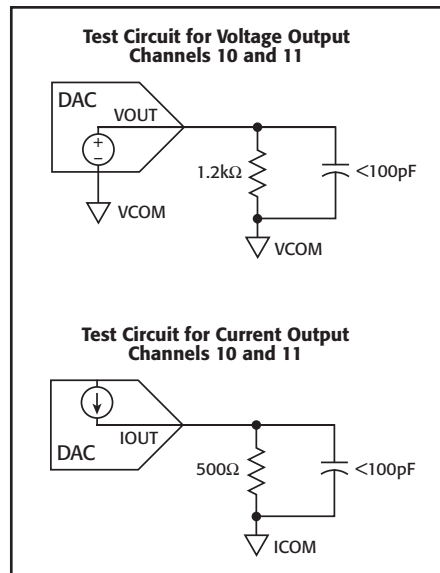 Test Circuit for Voltage Output
Channels 10 and 11
DAC
VOUT
+
−
1.2kΩ
<100pF
VCOM
VCOM
Test Circuit for Current Output
Channels 10 and 11
IOUT
DAC
500Ω
<100pF
ICOM